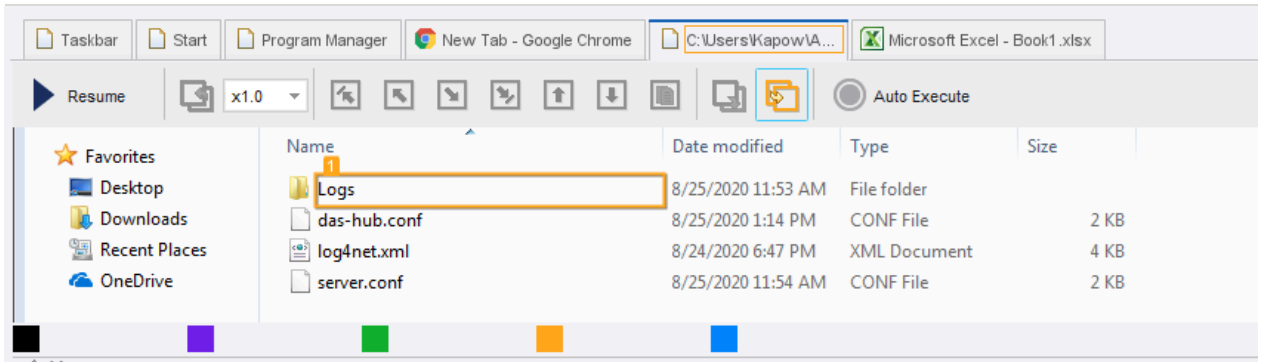 Taskbar Start Program Manager New Tab - Google Chrome C:\Users\Kapow\A... Microsoft Excel - Book1.xlsx
Resume x1.0 Auto Execute
Favorites
Desktop
Downloads
Recent Places
OneDrive
Name Date modified Type Size
1
Logs 8/25/2020 11:53 AM File folder
das-hub.conf 8/25/2020 1:14 PM CONF File 2 KB
log4net.xml 8/24/2020 6:47 PM XML Document 4 KB
server.conf 8/25/2020 11:54 AM CONF File 2 KB